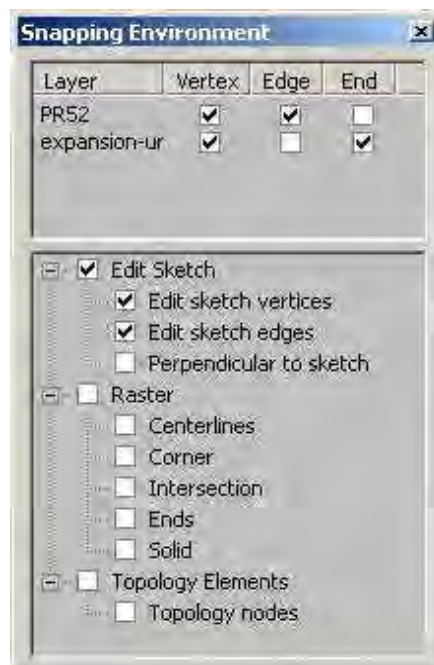 Snapping Environment
Layer Vertex Edge End
PR52
expansion-ur
Edit Sketch
Edit sketch vertices
Edit sketch edges
Perpendicular to sketch
Raster
Centerlines
Corner
Intersection
Ends
Solid
Topology Elements
Topology nodes